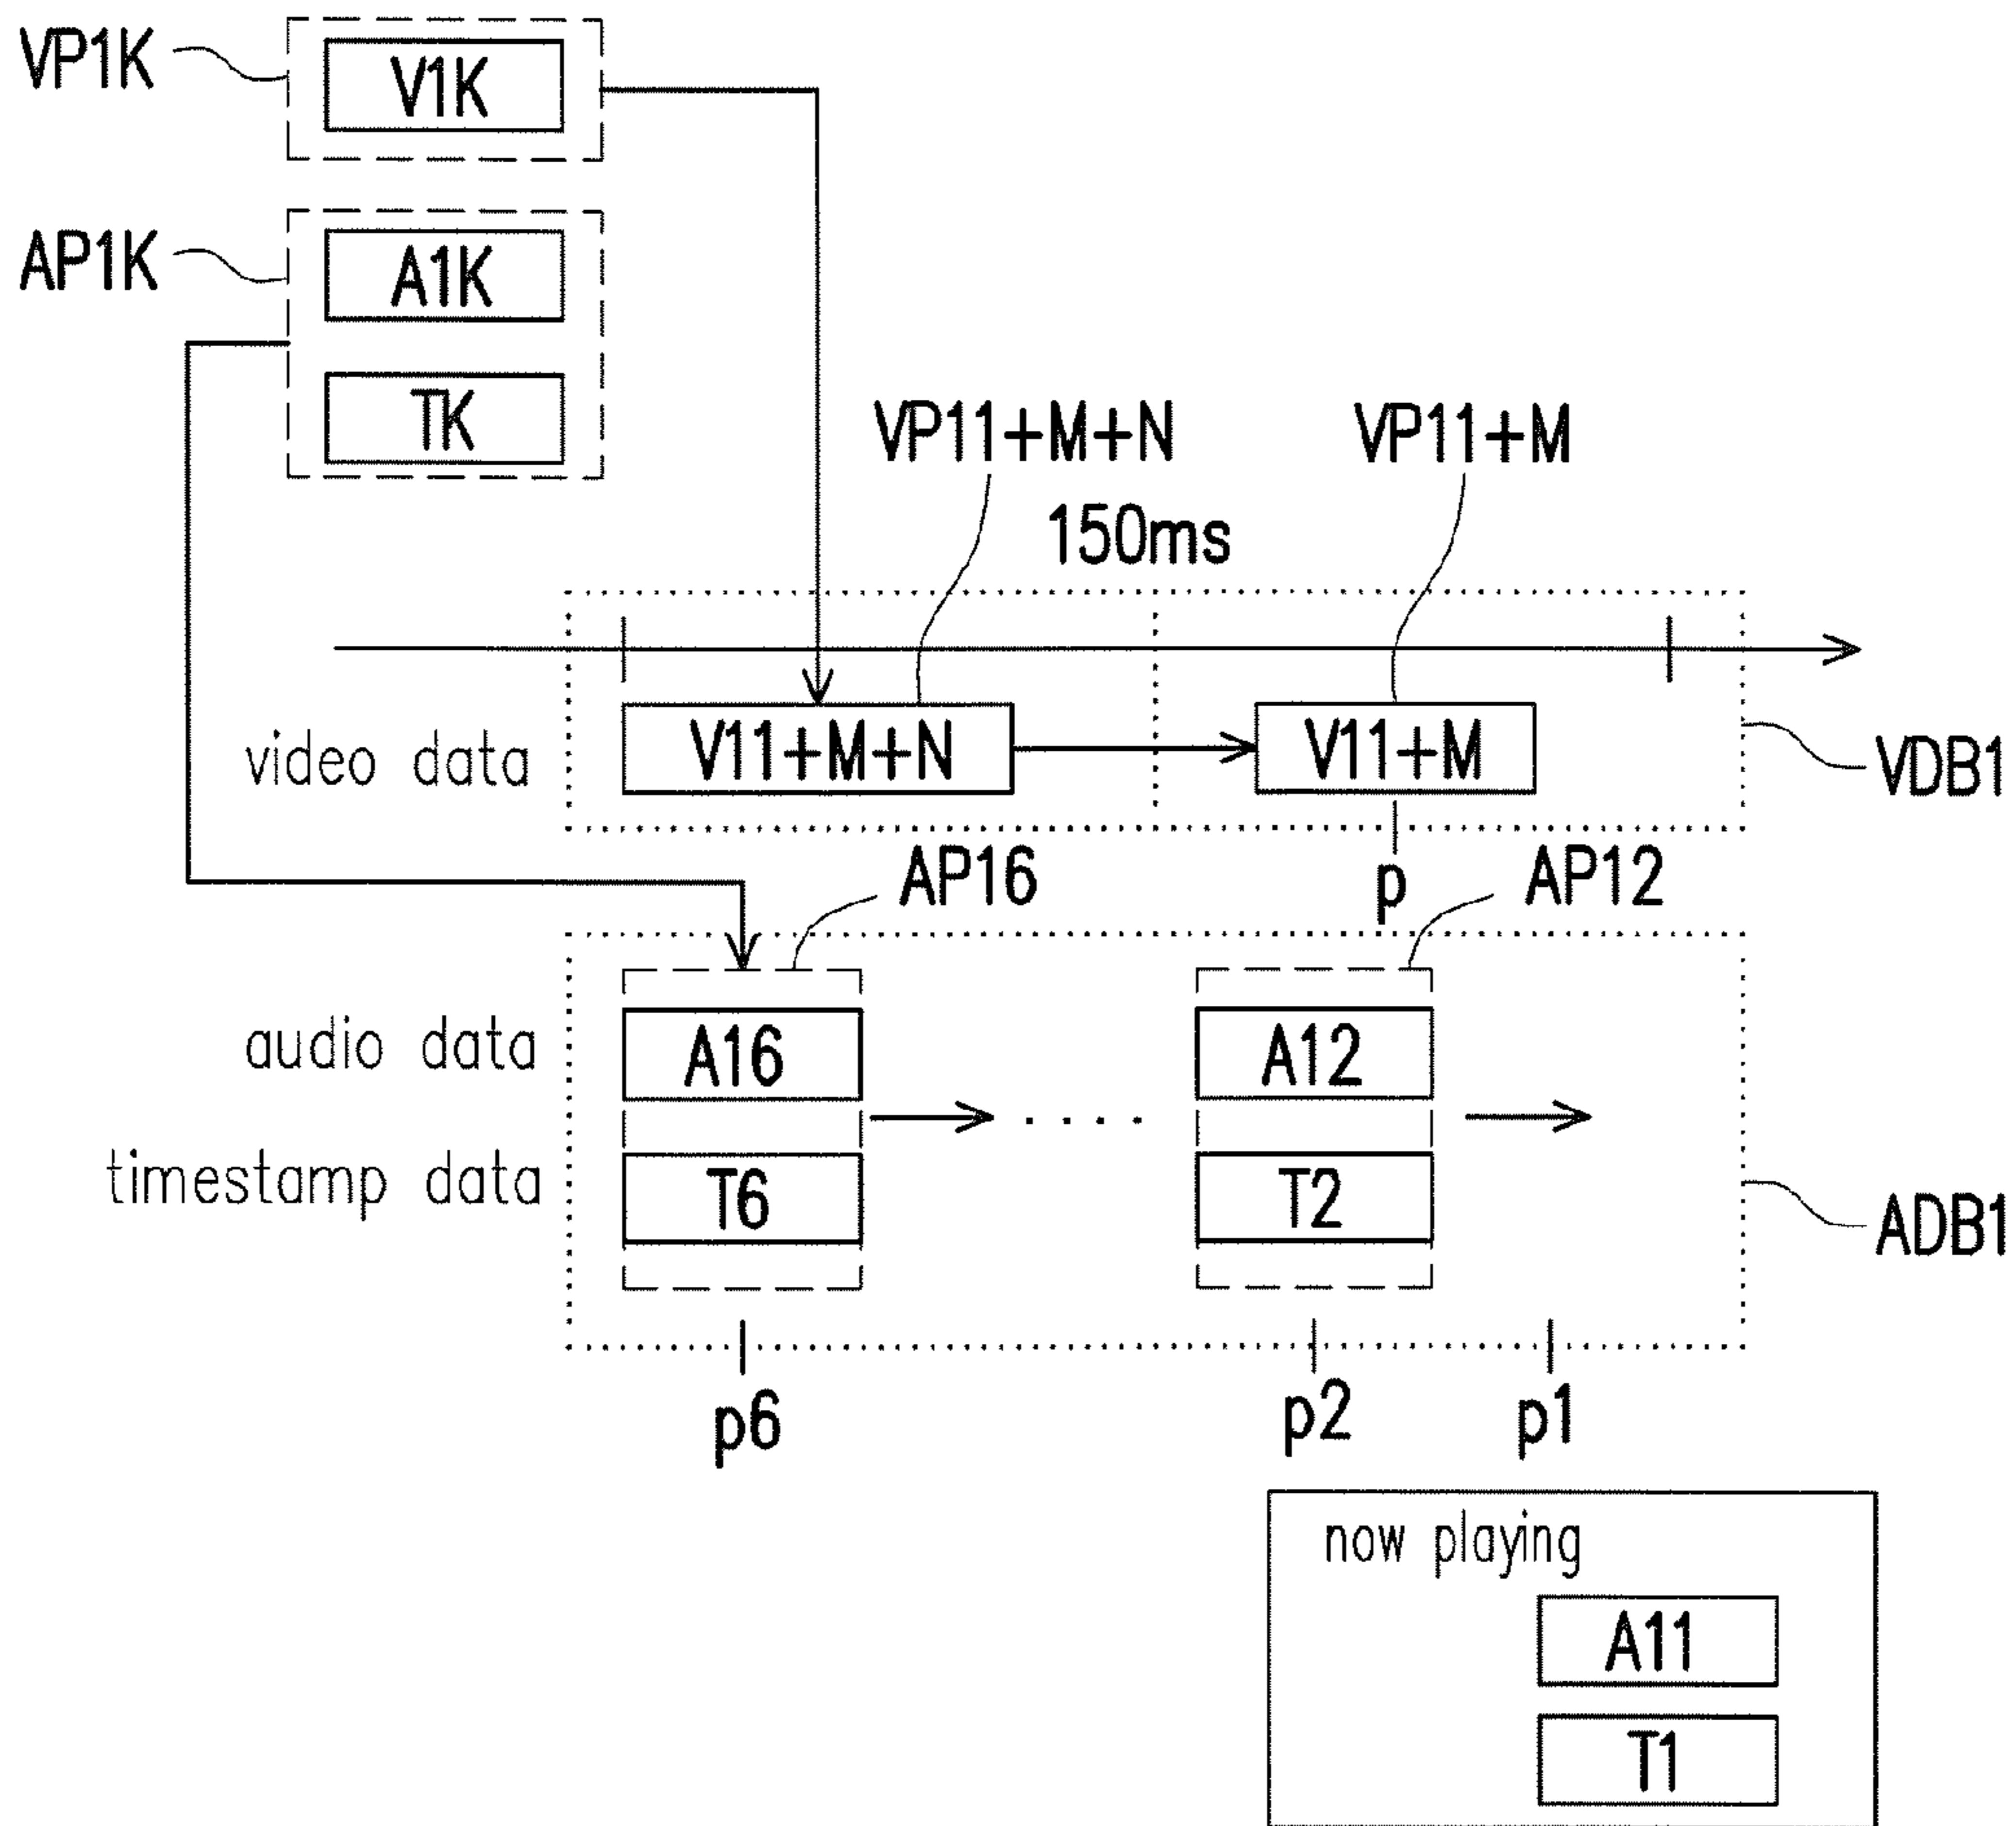 VP1K
V1K
AP1K
A1K
TK
VP11+M+N
VP11+M
150ms
video data
V11+M+N
V11+M
VDB1
p
AP16
AP12
audio data
A16
A12
timestamp data
T6
T2
ADB1
p6
p2
p1
now playing
A11
T1